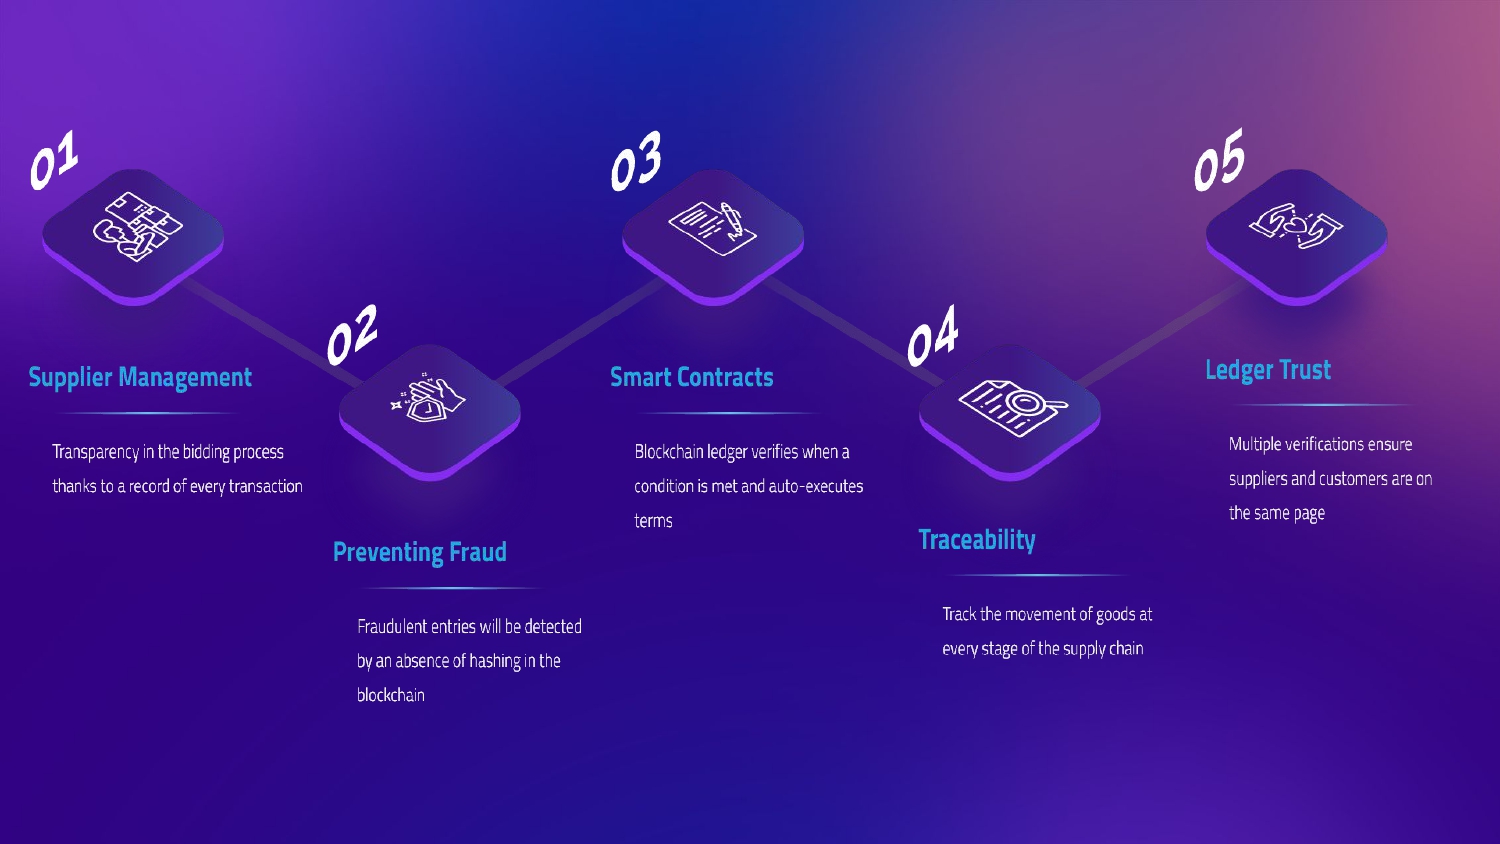 01
Supplier Management
Transparency in the bidding process
thanks to a record of every transaction
02
Preventing Fraud
Fraudulent entries will be detected
by an absence of hashing in the
blockchain
03
Smart Contracts
Blockchain ledger verifies when a
condition is met and auto-executes
terms
04
Traceability
Track the movement of goods at
every stage of the supply chain
05
Ledger Trust
Multiple verifications ensure
suppliers and customers are on
the same page